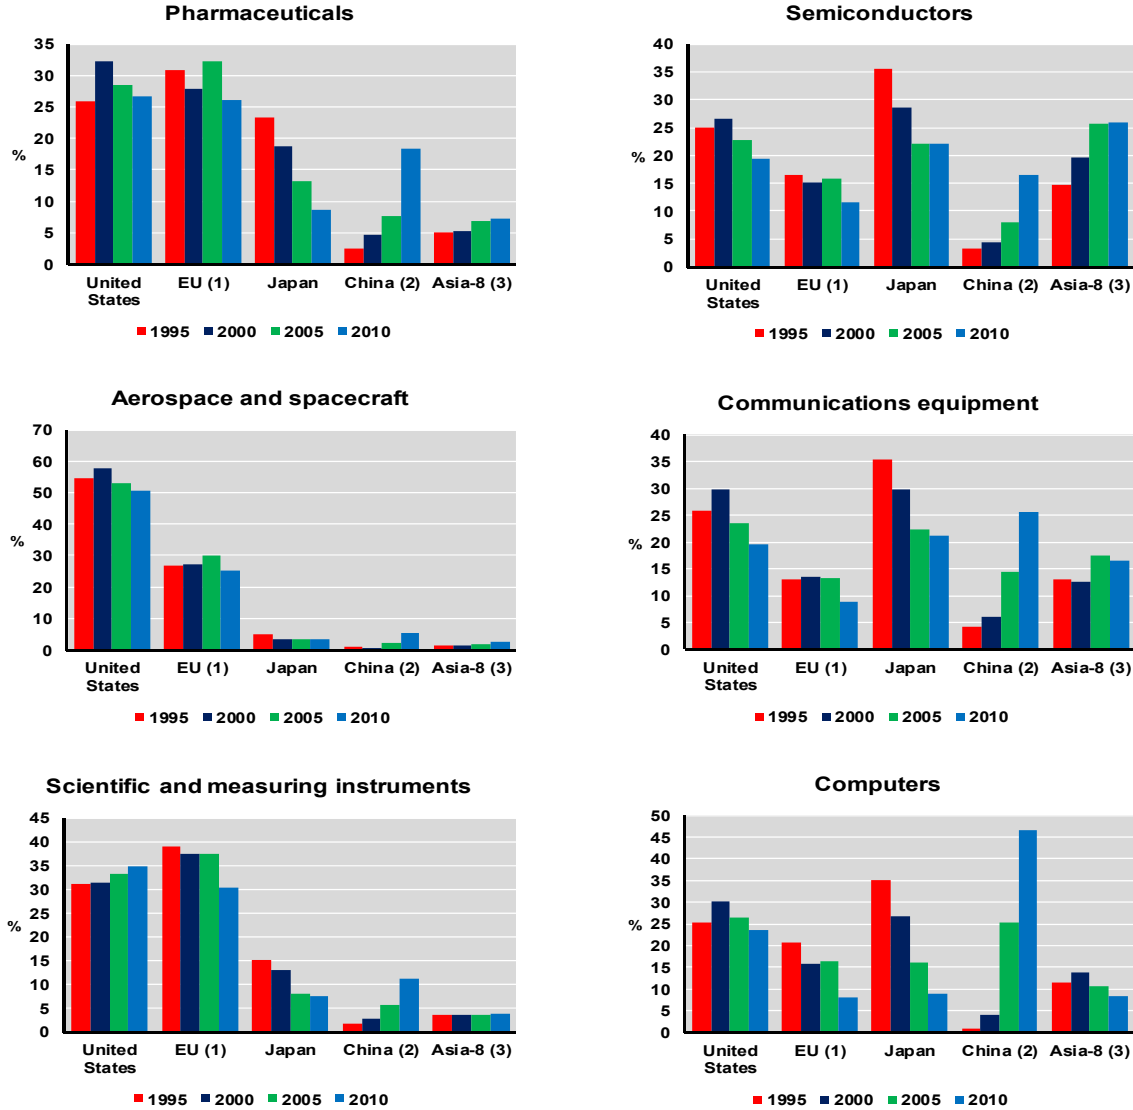 Pharmaceuticals
35
30
25
20
15
10
5
0
%
United States
EU (1)
Japan
China (2)
Asia-8 (3)
1995 2000 2005 2010
Semiconductors
40
35
30
25
20
15
10
5
0
%
United States
EU (1)
Japan
China (2)
Asia-8 (3)
1995 2000 2005 2010
Aerospace and spacecraft
70
60
50
40
30
20
10
0
%
United States
EU (1)
Japan
China (2)
Asia-8 (3)
1995 2000 2005 2010
Communications equipment
40
35
30
25
20
15
10
5
0
%
United States
EU (1)
Japan
China (2)
Asia-8 (3)
1995 2000 2005 2010
Scientific and measuring instruments
45
40
35
30
25
20
15
10
5
0
%
United States
EU (1)
Japan
China (2)
Asia-8 (3)
1995 2000 2005 2010
Computers
50
45
40
35
30
25
20
15
10
5
0
%
United States
EU (1)
Japan
China (2)
Asia-8 (3)
1995 2000 2005 2010